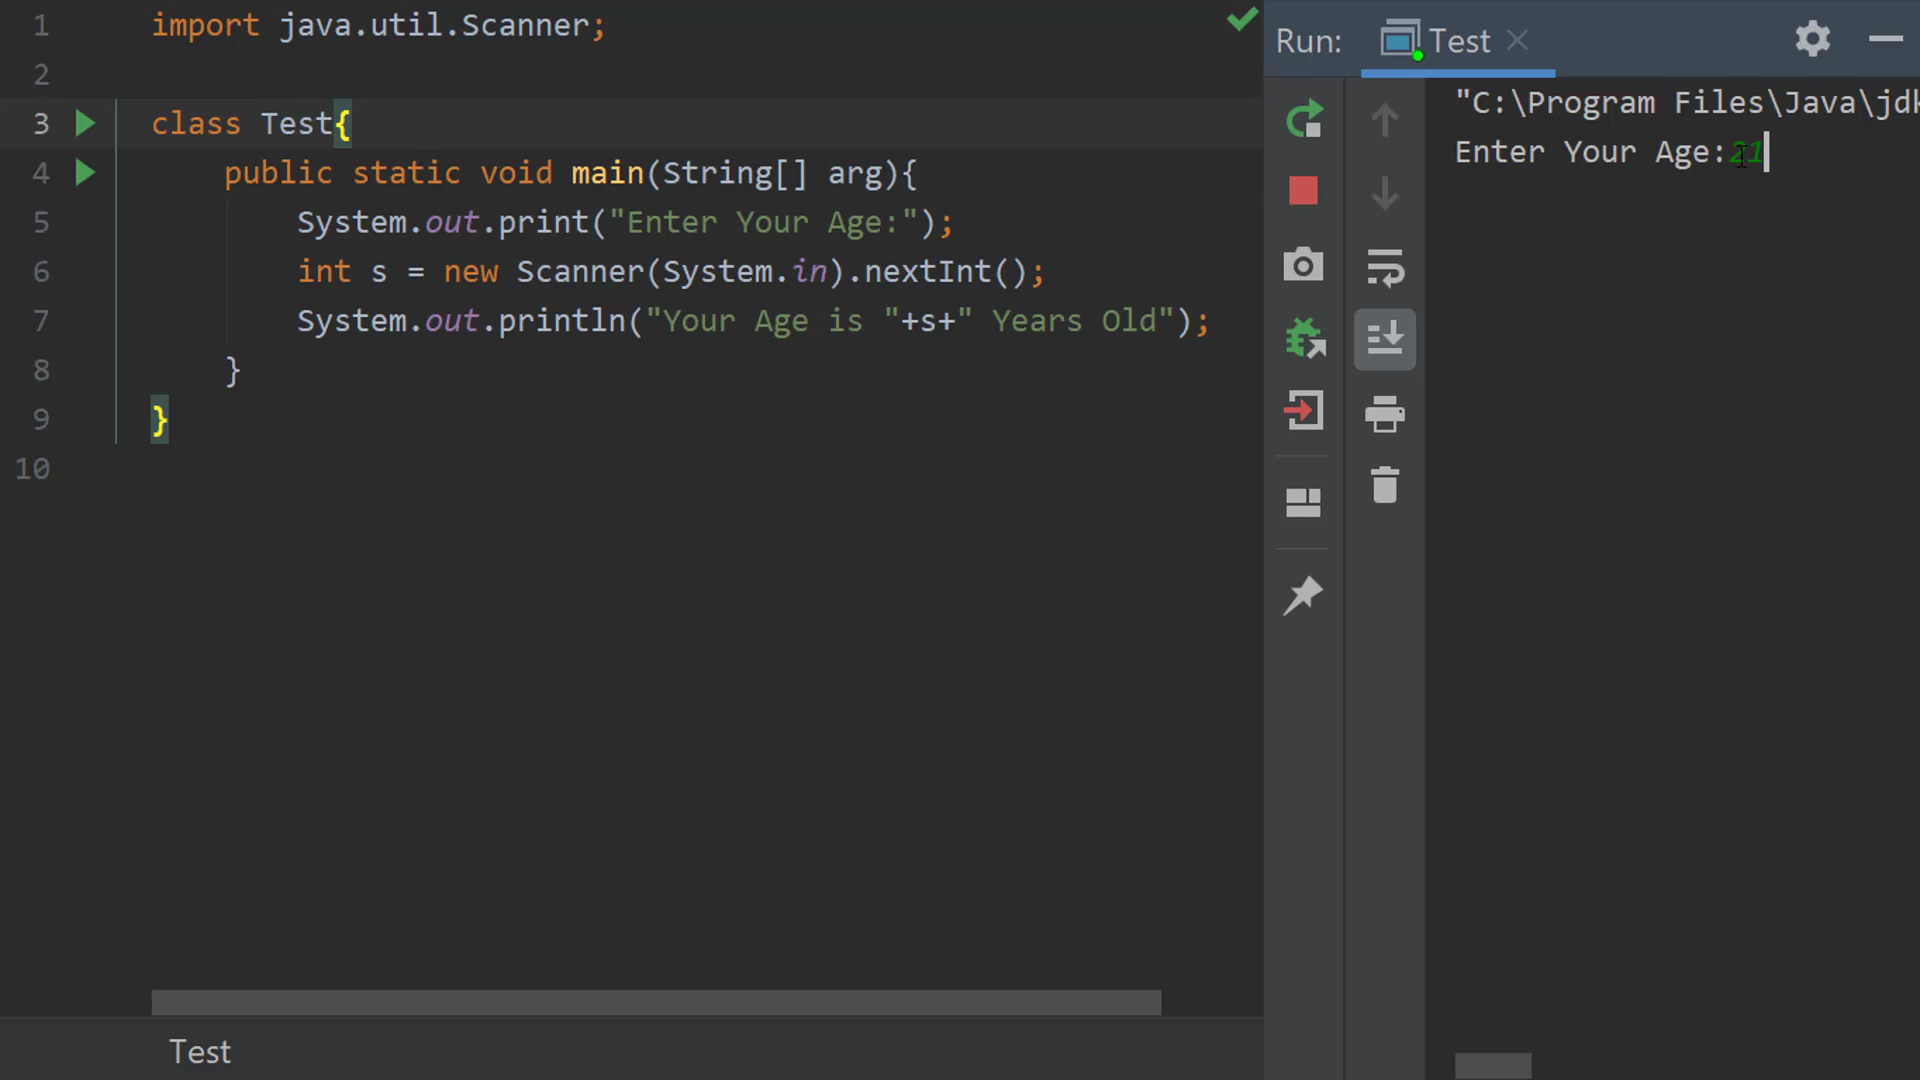 1 import java.util.Scanner;
2
3 class Test{
4 public static void main(String[] arg){
5 System.out.print("Enter Your Age:");
6 int s = new Scanner(System.in).nextInt();
7 System.out.println("Your Age is "+s+" Years Old");
8 }
9 }
10
Test
Run: Test
"C:\Program Files\Java\jdk
Enter Your Age:21